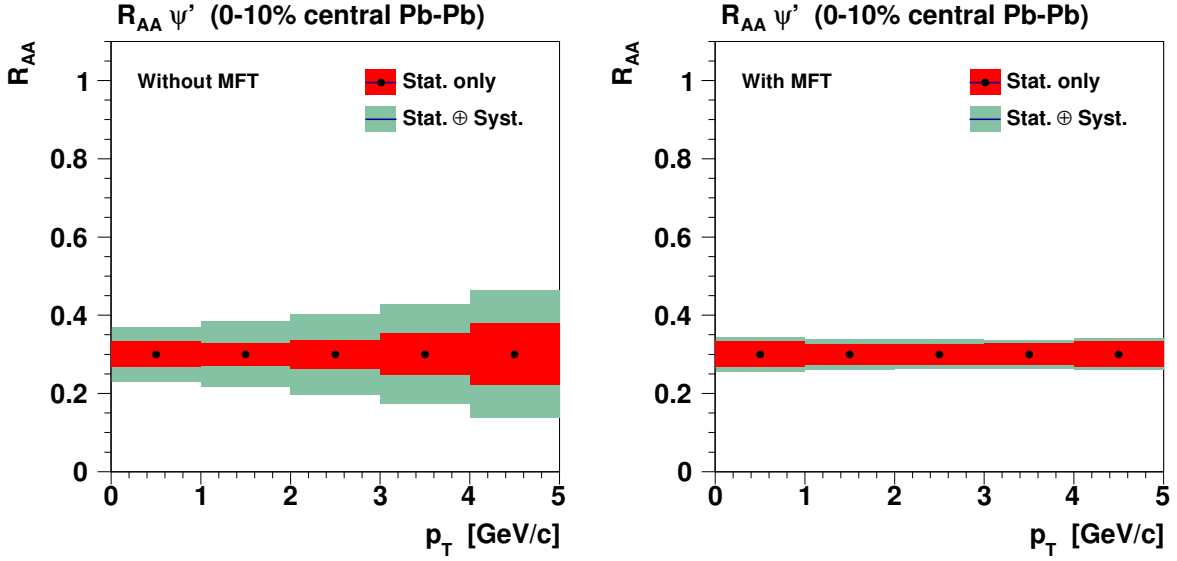 R_AA ψ' (0-10% central Pb-Pb)
R_AA
Without MFT
Stat. only
Stat. ⊕ Syst.
1
0.8
0.6
0.4
0.2
0
0 1 2 3 4 5
p_T [GeV/c]
R_AA ψ' (0-10% central Pb-Pb)
R_AA
With MFT
Stat. only
Stat. ⊕ Syst.
1
0.8
0.6
0.4
0.2
0
0 1 2 3 4 5
p_T [GeV/c]